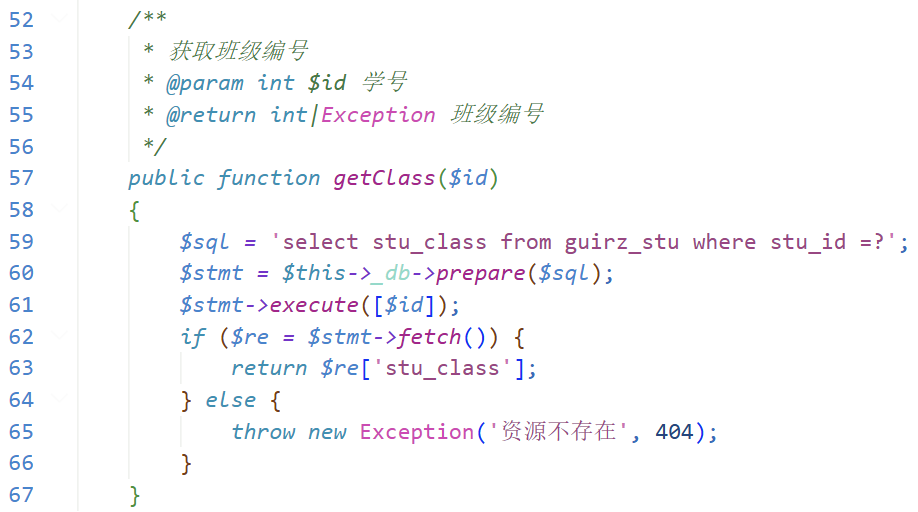 52 /**
53  * 获取班级编号
54  * @param int $id 学号
55  * @return int|Exception 班级编号
56  */
57 public function getClass($id)
58 {
59     $sql = 'select stu_class from guirz_stu where stu_id =?';
60     $stmt = $this->_db->prepare($sql);
61     $stmt->execute([$id]);
62     if ($re = $stmt->fetch()) {
63         return $re['stu_class'];
64     } else {
65         throw new Exception('资源不存在', 404);
66     }
67 }